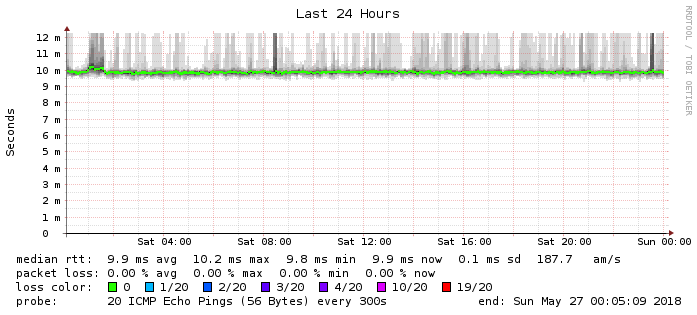 Last 24 Hours
RRDTOOL / TOBI OETIKER
Seconds
12 m
11 m
10 m
9 m
8 m
7 m
6 m
5 m
4 m
3 m
2 m
1 m
0
Sat 04:00 Sat 08:00 Sat 12:00 Sat 16:00 Sat 20:00 Sun 00:00
median rtt: 9.9 ms avg 10.2 ms max 9.8 ms min 9.9 ms now 0.1 ms sd 187.7 am/s
packet loss: 0.00 % avg 0.00 % max 0.00 % min 0.00 % now
loss color: 0 1/20 2/20 3/20 4/20 10/20 19/20
probe: 20 ICMP Echo Pings (56 Bytes) every 300s end: Sun May 27 00:05:09 2018